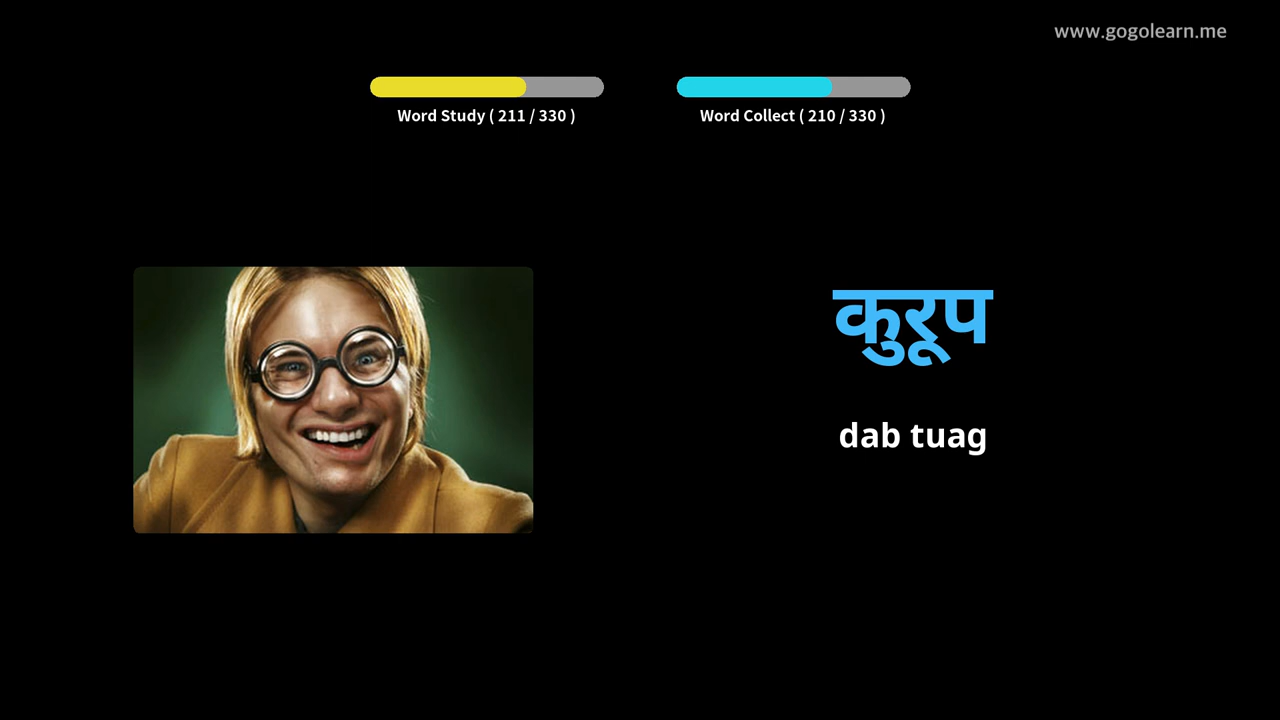 www.gogolearn.me
Word Study ( 211 / 330 )
Word Collect ( 210 / 330 )
कुरूप
dab tuag